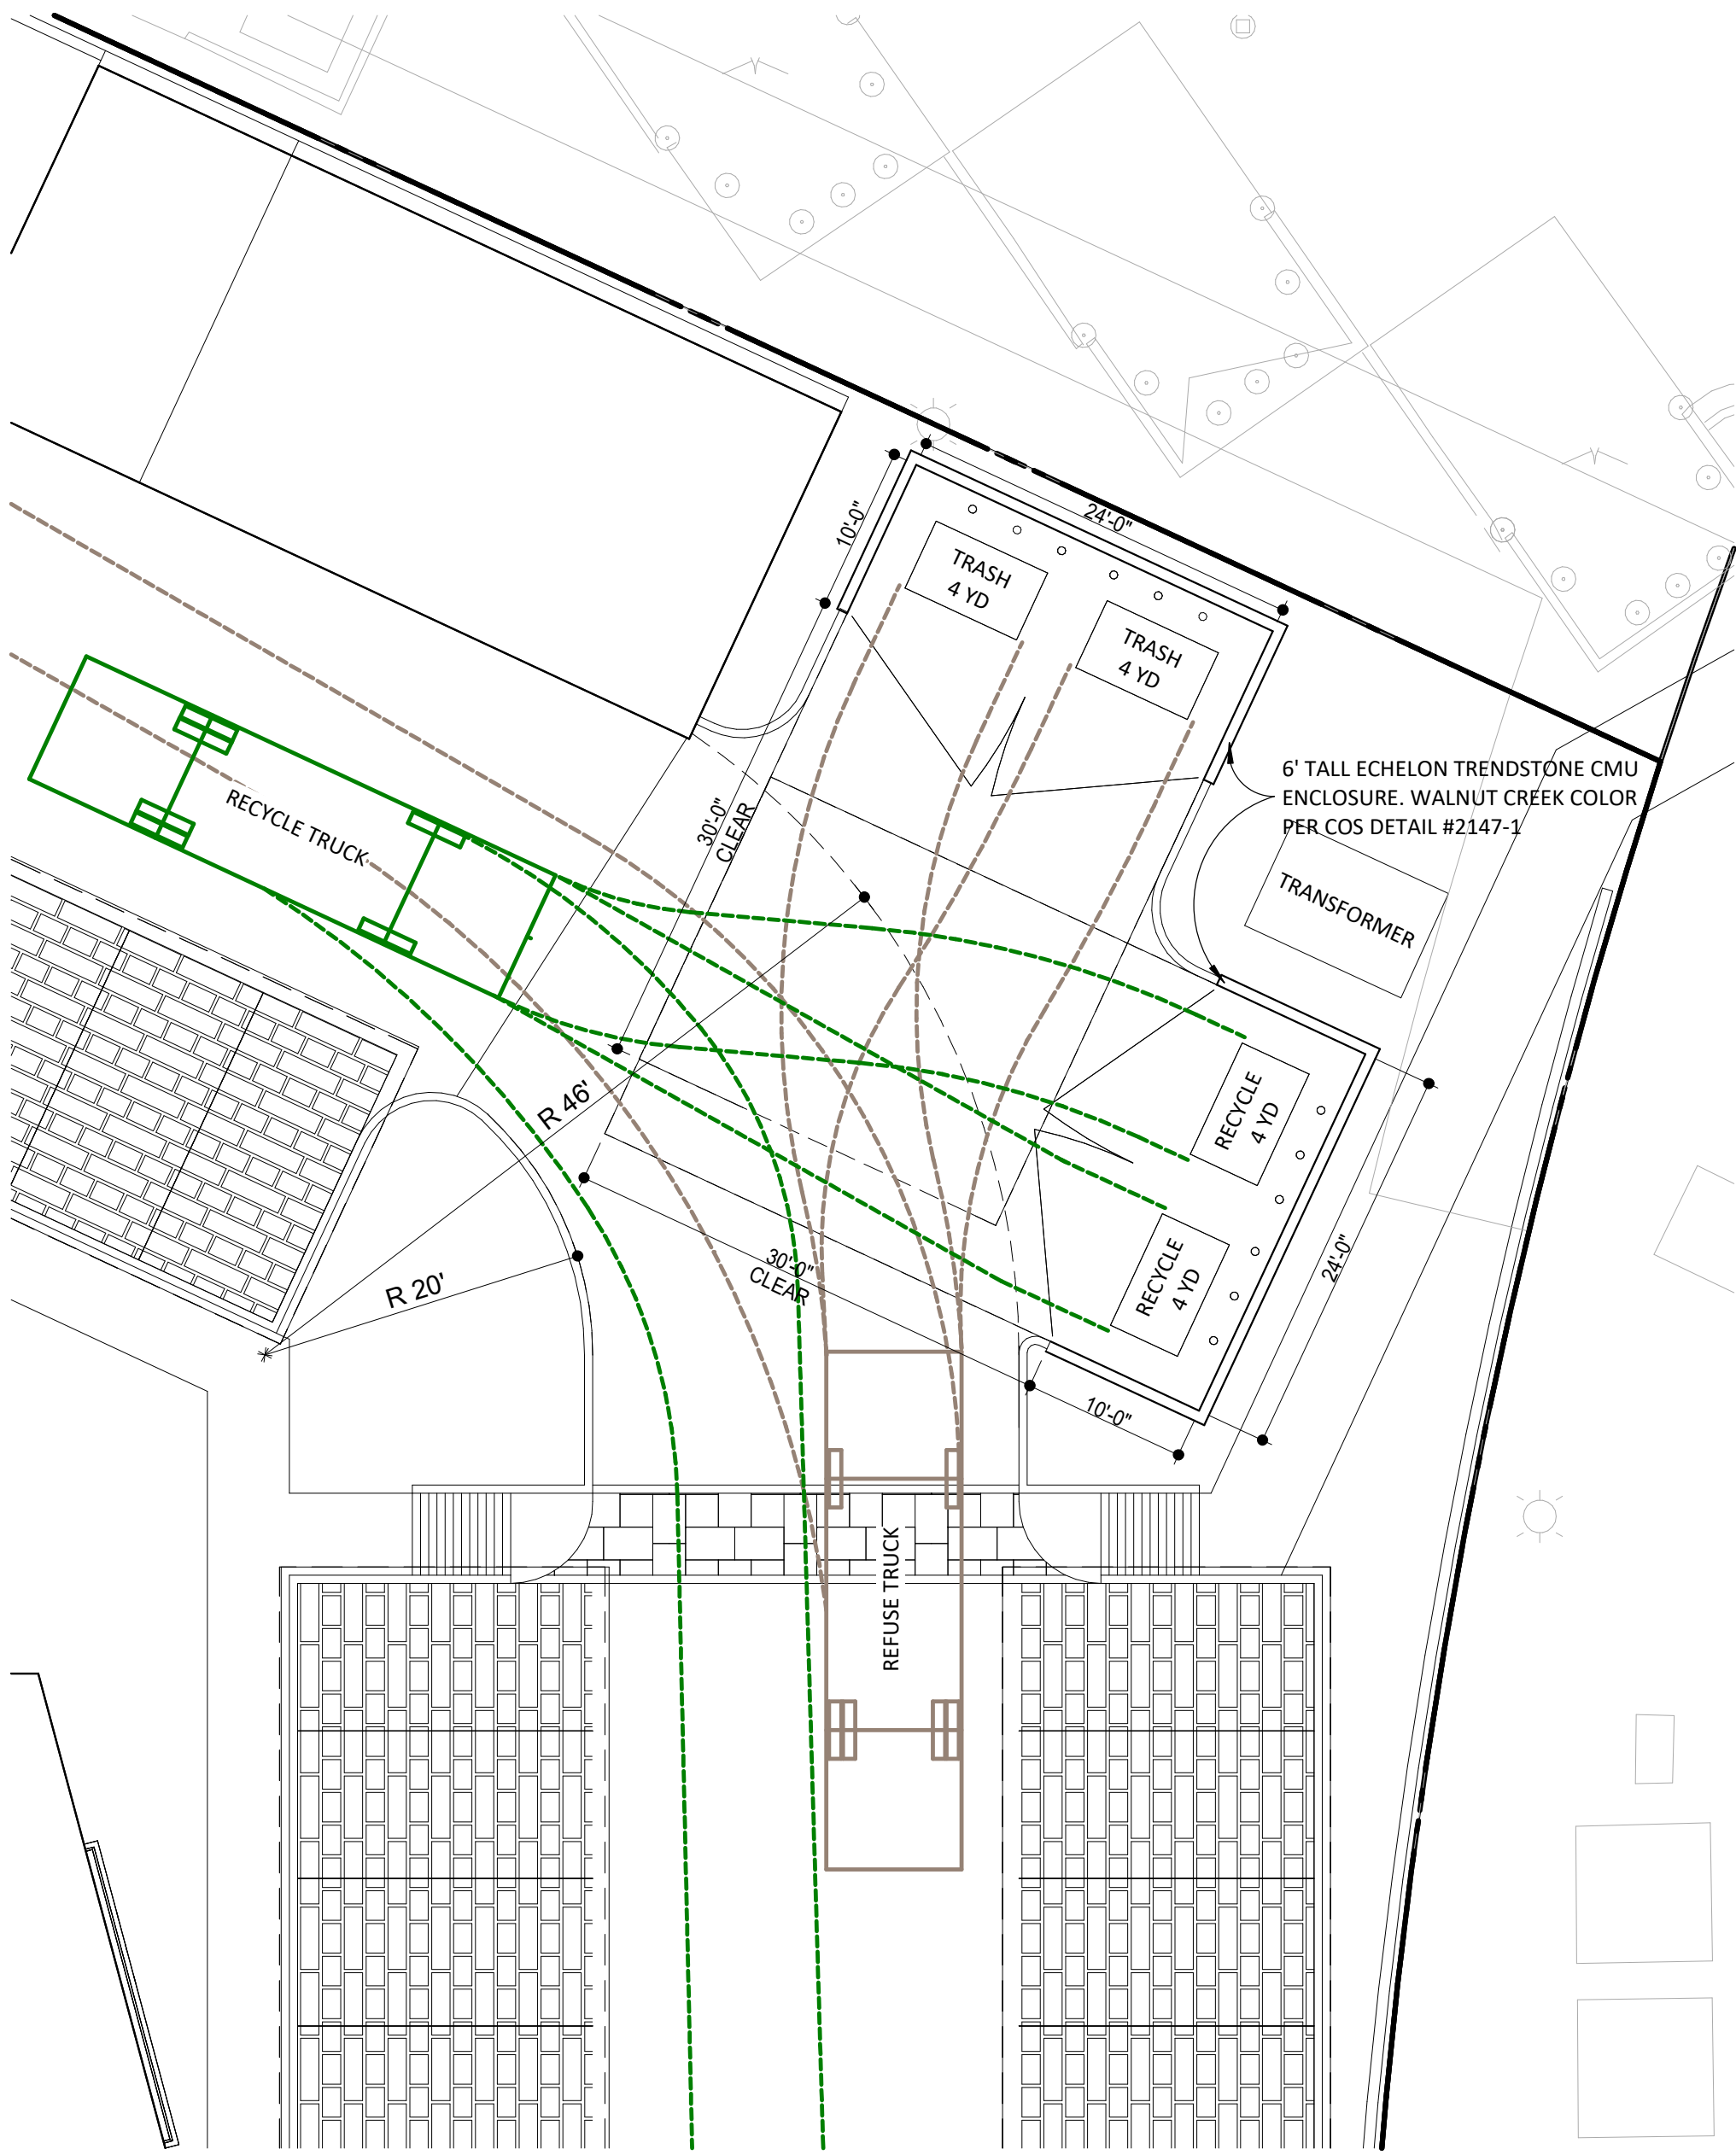 24'-0"
10'-0"
TRASH
4 YD
TRASH
4 YD
6' TALL ECHELON TRENDSTONE CMU
ENCLOSURE. WALNUT CREEK COLOR
PER COS DETAIL #2147-1
RECYCLE TRUCK
30'-0"
CLEAR
TRANSFORMER
R 46'
RECYCLE
4 YD
R 20'
30'-0"
CLEAR
RECYCLE
4 YD
24'-0"
10'-0"
REFUSE TRUCK